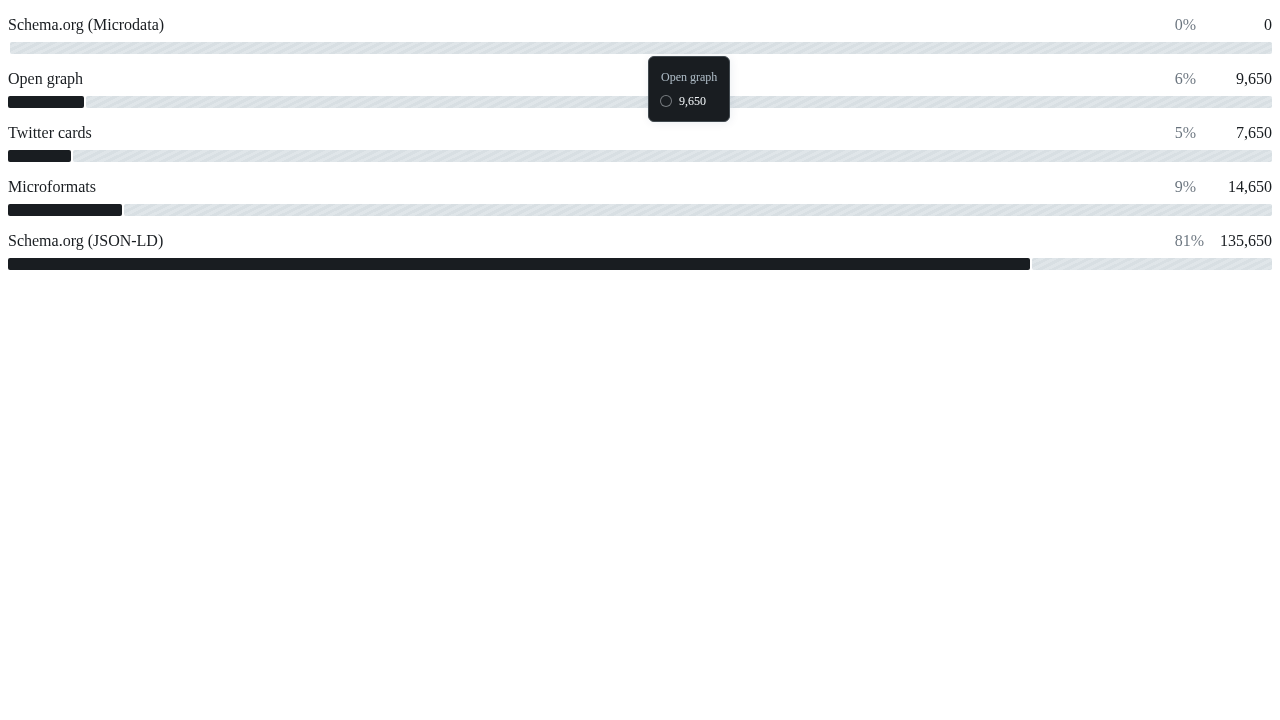 Schema.org (Microdata) 0% 0
Open graph 6% 9,650
Open graph
9,650
Twitter cards 5% 7,650
Microformats 9% 14,650
Schema.org (JSON-LD) 81% 135,650